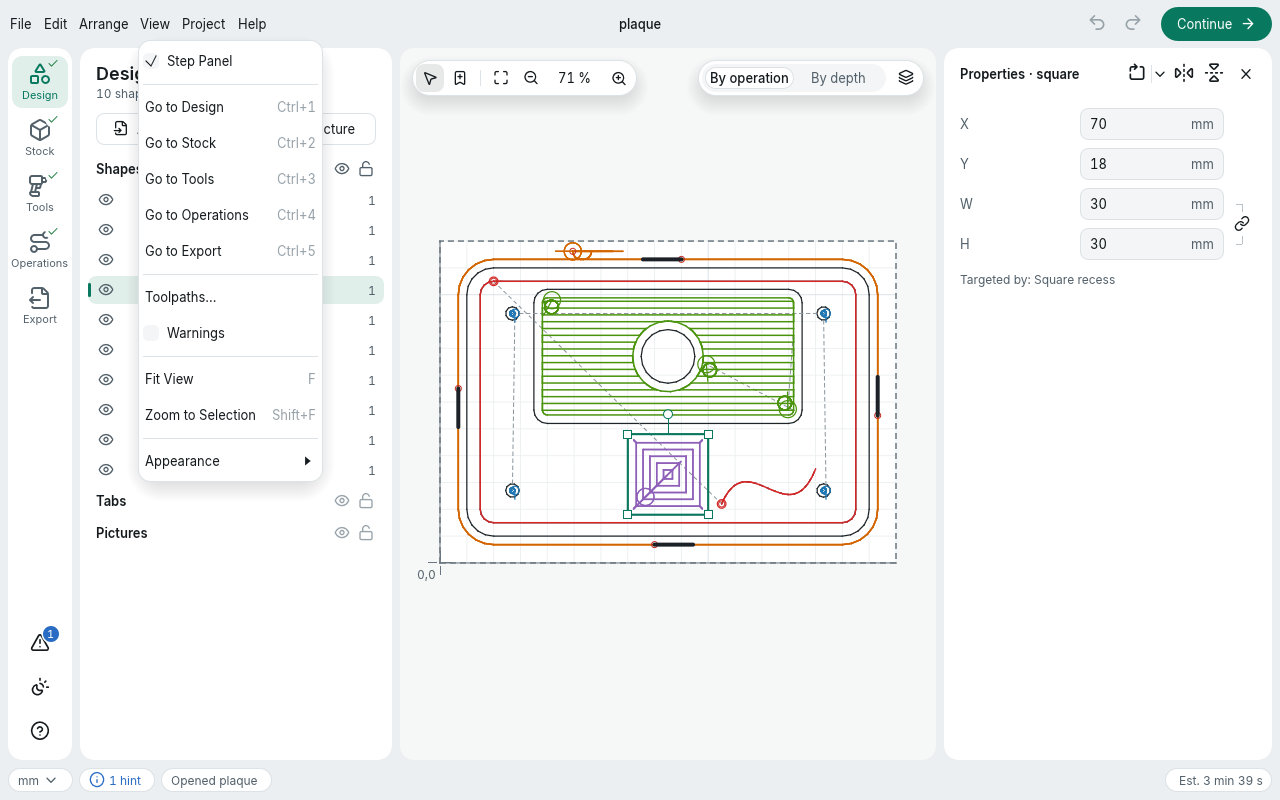 File Edit Arrange View Project Help
plaque
Continue
Design
Stock
Tools
Operations
Export
1
10
Shapes
1
1
1
1
1
1
1
1
1
1
Tabs
Pictures
Step Panel
Go to Design Ctrl+1
Go to Stock Ctrl+2
Go to Tools Ctrl+3
Go to Operations Ctrl+4
Go to Export Ctrl+5
Toolpaths...
Warnings
Fit View F
Zoom to Selection Shift+F
Appearance
71 %
By operation By depth
0,0
Properties · square
X 70 mm
Y 18 mm
W 30 mm
H 30 mm
Targeted by: Square recess
mm
1 hint
Opened plaque
Est. 3 min 39 s